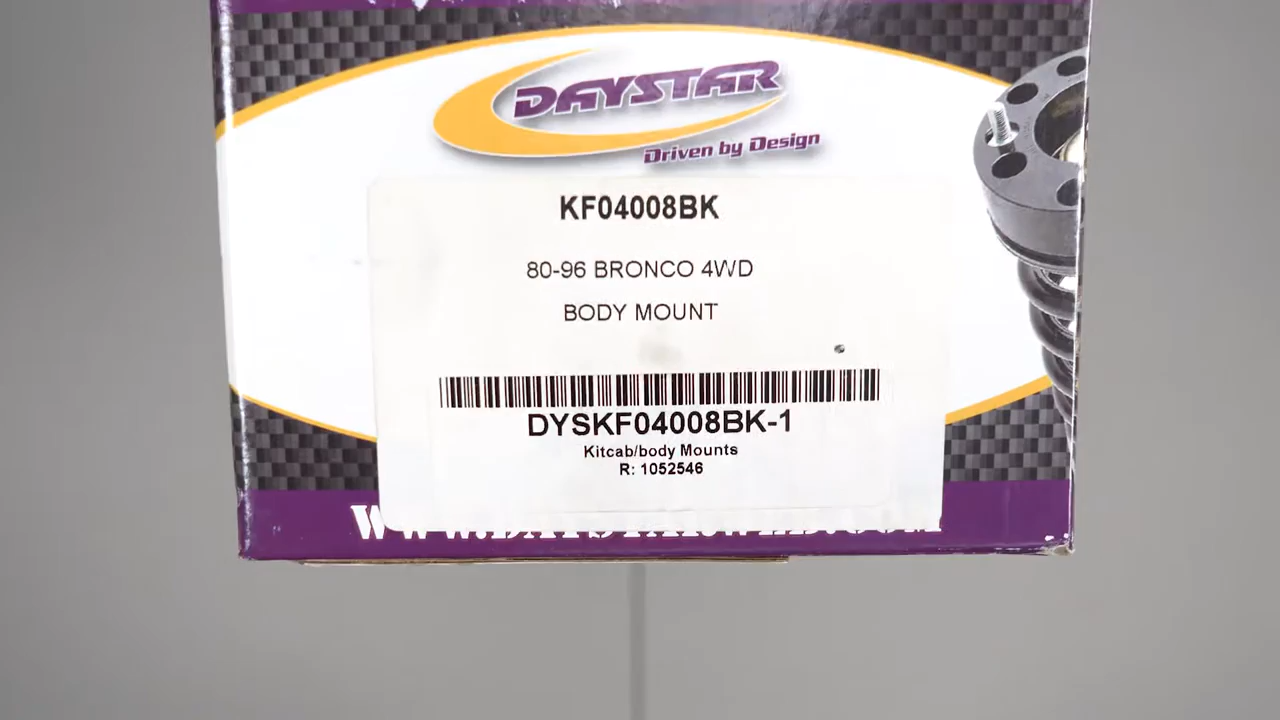 DAYSTAR
Driven by Design
KF04008BK
80-96 BRONCO 4WD
BODY MOUNT
DYSKF04008BK-1
Kitcab/body Mounts
R: 1052546